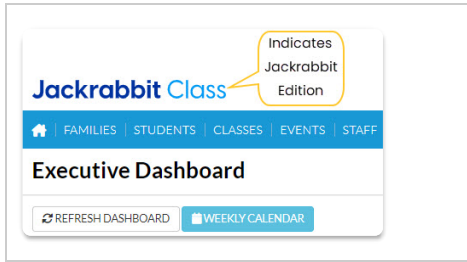 Indicates
Jackrabbit
Edition
Jackrabbit Class
FAMILIES | STUDENTS | CLASSES | EVENTS | STAFF
Executive Dashboard
REFRESH DASHBOARD WEEKLY CALENDAR